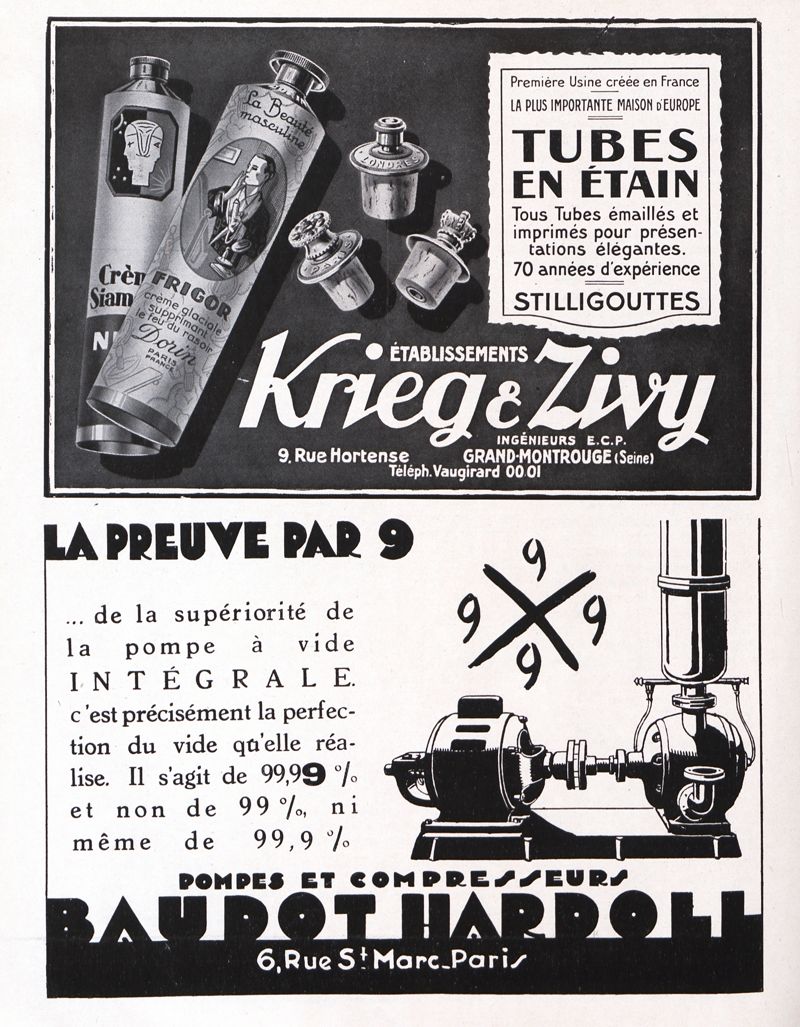 La Beauté
masculine
FRIGOR
crème glaciale
supprimant
le feu du rasoir
Dorin
PARIS
FRANCE
LONDRES
PARIS
Première Usine créée en France
LA PLUS IMPORTANTE MAISON D'EUROPE
TUBES
EN ÉTAIN
Tous Tubes émaillés et
imprimés pour présen-
tations élégantes.
70 années d'expérience
STILLIGOUTTES
ÉTABLISSEMENTS
Krieg & Zivy
INGÉNIEURS E.C.P.
9, Rue Hortense GRAND-MONTROUGE (Seine)
Téléph. Vaugirard 00.01
LA PREUVE PAR 9
9
9 9
9
... de la supériorité de
la pompe à vide
INTÉGRALE.
c'est précisément la perfec-
tion du vide qu'elle réa-
lise. Il s'agit de 99,99 %
et non de 99 %, ni
même de 99,9 %
POMPES ET COMPRESSEURS
BAUDOT HARDOLL
6, Rue St Marc_Paris